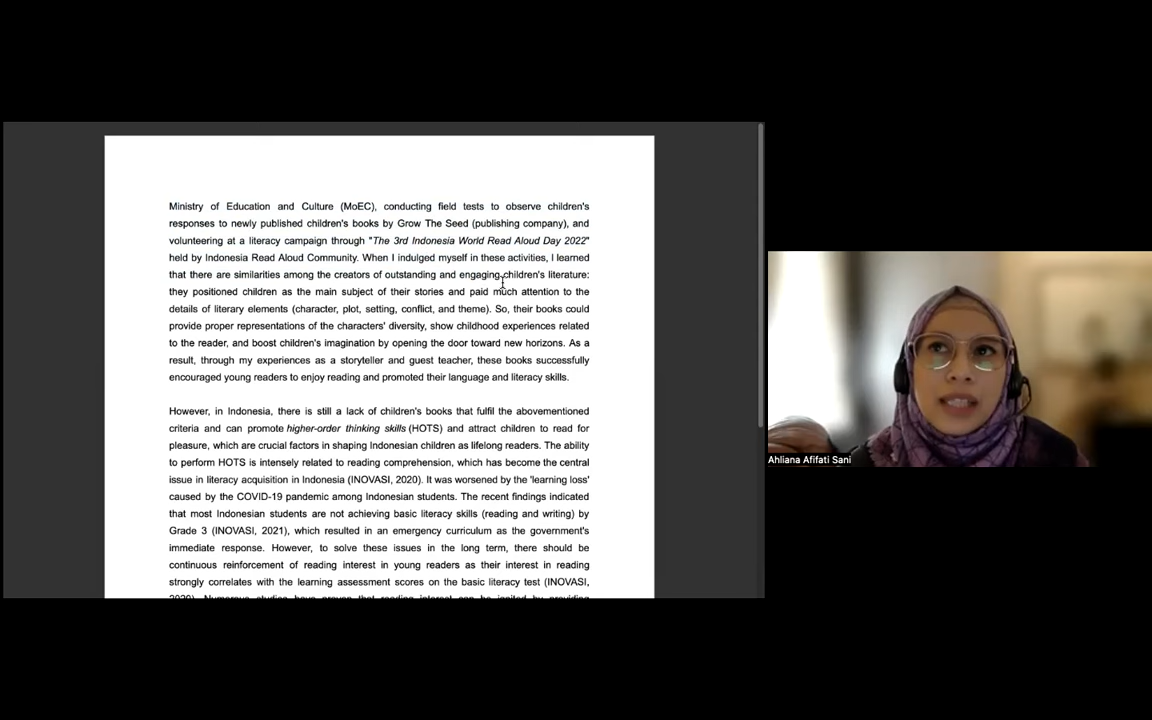 Ministry of Education and Culture (MoEC), conducting field tests to observe children's
responses to newly published children's books by Grow The Seed (publishing company), and
volunteering at a literacy campaign through "The 3rd Indonesia World Read Aloud Day 2022"
held by Indonesia Read Aloud Community. When I indulged myself in these activities, I learned
that there are similarities among the creators of outstanding and engaging children's literature:
they positioned children as the main subject of their stories and paid much attention to the
details of literary elements (character, plot, setting, conflict, and theme). So, their books could
provide proper representations of the characters' diversity, show childhood experiences related
to the reader, and boost children's imagination by opening the door toward new horizons. As a
result, through my experiences as a storyteller and guest teacher, these books successfully
encouraged young readers to enjoy reading and promoted their language and literacy skills.
However, in Indonesia, there is still a lack of children's books that fulfil the abovementioned
criteria and can promote higher-order thinking skills (HOTS) and attract children to read for
pleasure, which are crucial factors in shaping Indonesian children as lifelong readers. The ability
to perform HOTS is intensely related to reading comprehension, which has become the central
issue in literacy acquisition in Indonesia (INOVASI, 2020). It was worsened by the 'learning loss'
caused by the COVID-19 pandemic among Indonesian students. The recent findings indicated
that most Indonesian students are not achieving basic literacy skills (reading and writing) by
Grade 3 (INOVASI, 2021), which resulted in an emergency curriculum as the government's
immediate response. However, to solve these issues in the long term, there should be
continuous reinforcement of reading interest in young readers as their interest in reading
strongly correlates with the learning assessment scores on the basic literacy test (INOVASI,
2020). Numerous studies have proven that reading interest can be ignited by providing
Ahliana Afifati Sani